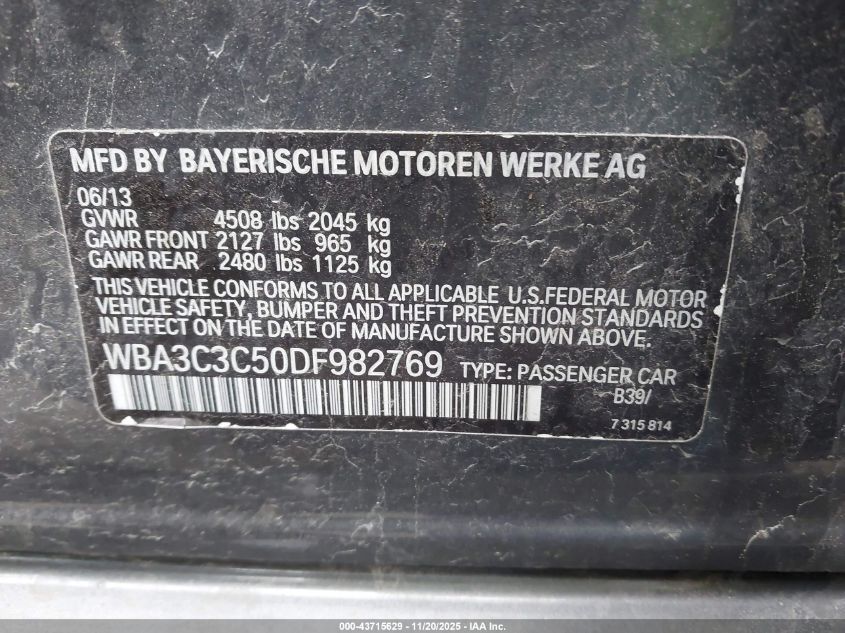 MFD BY BAYERISCHE MOTOREN WERKE AG
06/13
GVWR 4508 lbs 2045 kg
GAWR FRONT 2127 lbs 965 kg
GAWR REAR 2480 lbs 1125 kg
THIS VEHICLE CONFORMS TO ALL APPLICABLE U.S.FEDERAL MOTOR
VEHICLE SAFETY, BUMPER AND THEFT PREVENTION STANDARDS
IN EFFECT ON THE DATE OF MANUFACTURE SHOWN ABOVE.
WBA3C3C50DF982769 TYPE: PASSENGER CAR
B39/
7 315 814
000-43715629 - 11/20/2025 - IAA Inc.